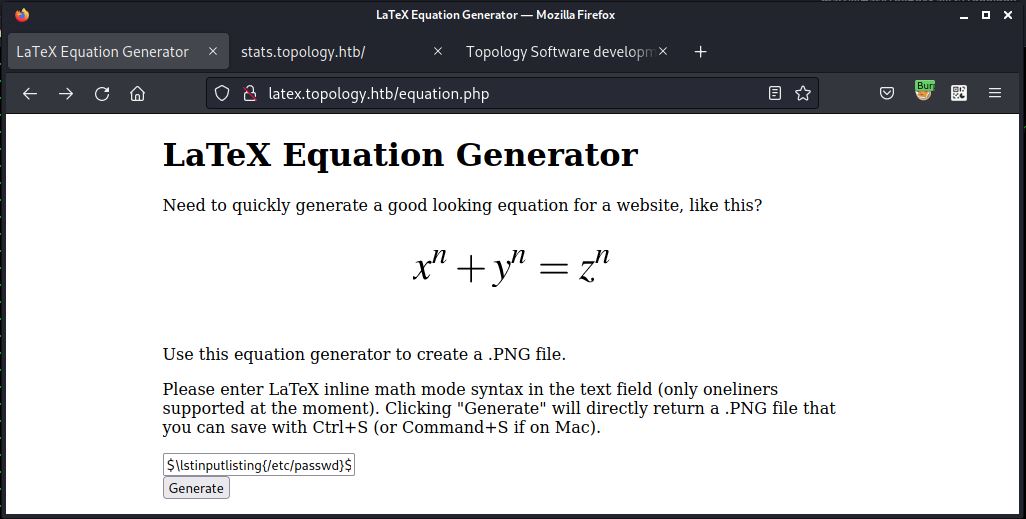 LaTeX Equation Generator — Mozilla Firefox
LaTeX Equation Generator × stats.topology.htb/ × Topology Software developm × +
latex.topology.htb/equation.php
Bur
LaTeX Equation Generator
Need to quickly generate a good looking equation for a website, like this?
xⁿ + yⁿ = zⁿ
Use this equation generator to create a .PNG file.
Please enter LaTeX inline math mode syntax in the text field (only oneliners
supported at the moment). Clicking "Generate" will directly return a .PNG file that
you can save with Ctrl+S (or Command+S if on Mac).
$\lstinputlisting{/etc/passwd}$
Generate